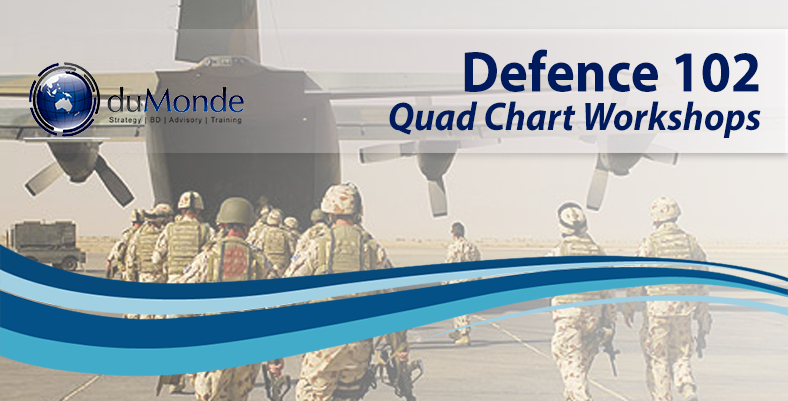 Defence 102
Quad Chart Workshops
duMonde
Strategy | BD | Advisory | Training